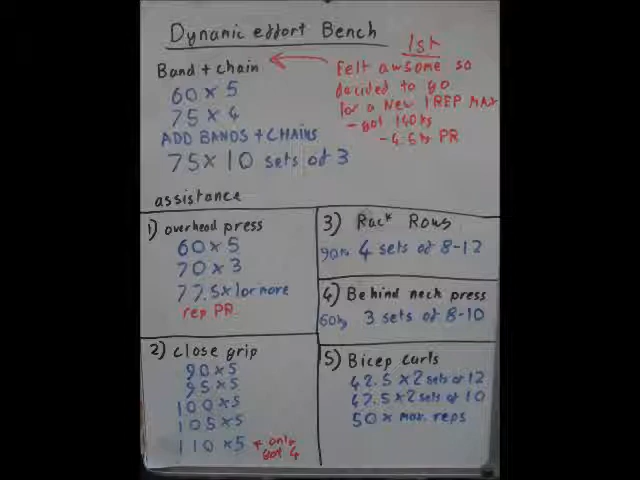 Dynamic effort Bench
1st
Band + chain
Felt awsome so
decided to go
for a New 1 REP MAX
- got 140kg
- 4.5kg PR
60 x 5
75 x 4
ADD BANDS + CHAINS
75 x 10 sets of 3
assistance
1) overhead press
60 x 5
70 x 3
77.5 x 1 or more
rep PR
2) close grip
90 x 5
95 x 5
100 x 5
105 x 5
110 x 5 * only
got 4
3) Rack Rows
90kg 4 sets of 8-12
4) Behind neck press
60kg 3 sets of 8-10
5) Bicep curls
42.5 x 2 sets of 12
47.5 x 2 sets of 10
50 x max. reps